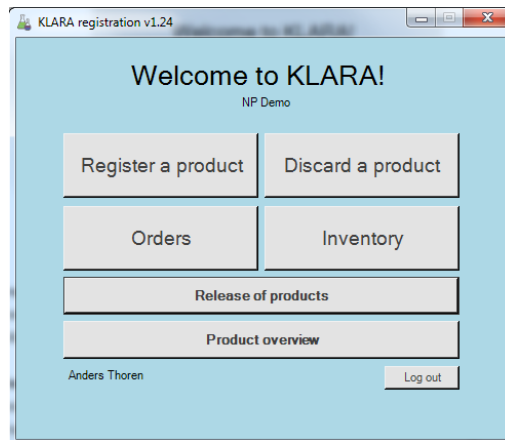 KLARA registration v1.24
Welcome to KLARA!
NP Demo
Register a product
Discard a product
Orders
Inventory
Release of products
Product overview
Anders Thoren
Log out